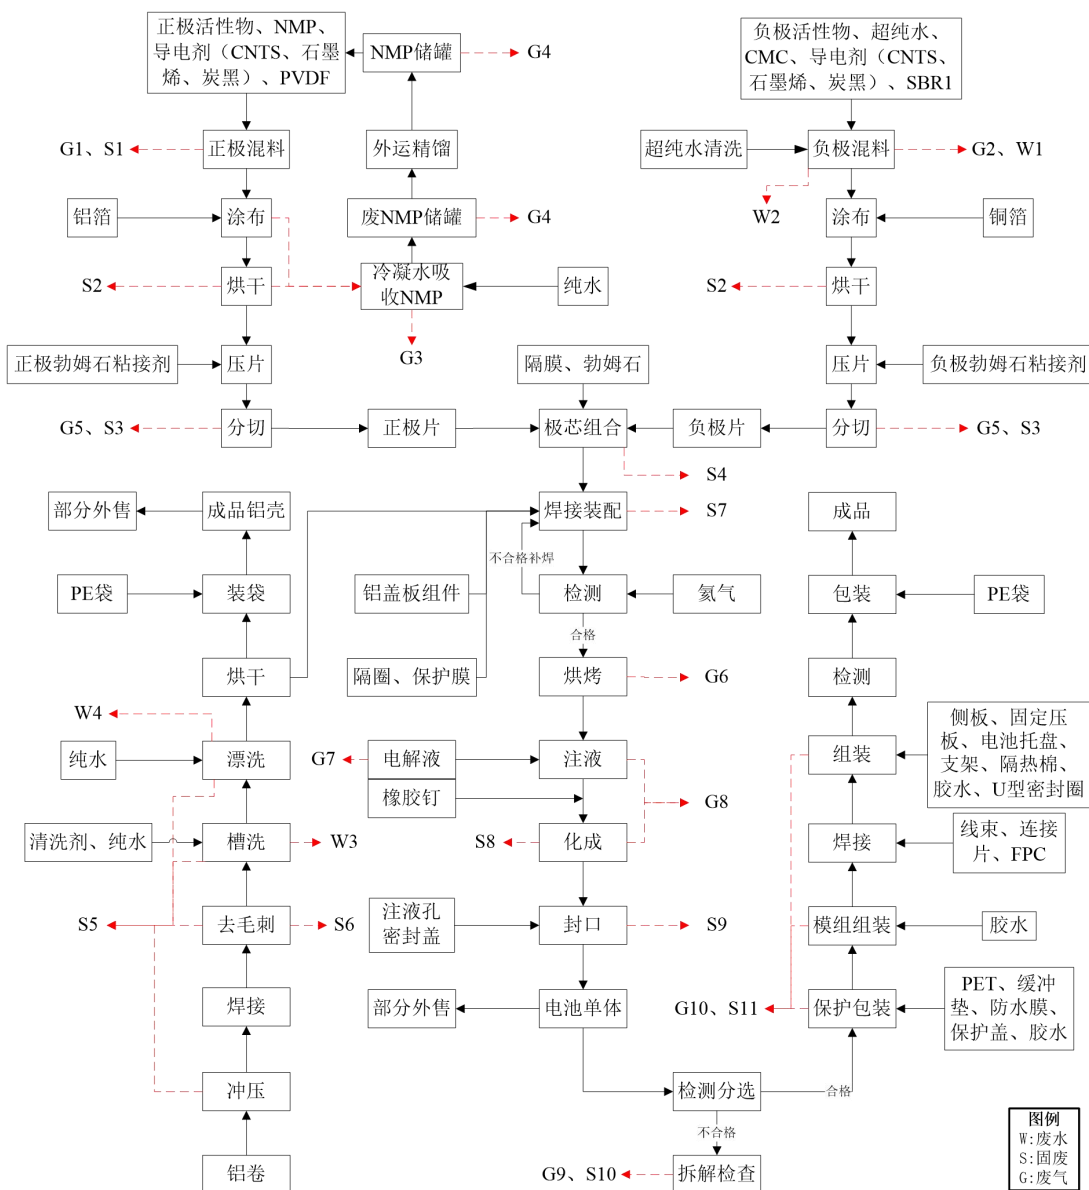 正极活性物、NMP、
导电剂（CNTS、石墨
烯、炭黑）、PVDF
NMP储罐
G4
负极活性物、超纯水、
CMC、导电剂（CNTS、
石墨烯、炭黑）、SBR1
G1、S1
正极混料
外运精馏
超纯水清洗
负极混料
G2、W1
W2
铝箔
涂布
废NMP储罐
G4
涂布
铜箔
S2
烘干
冷凝水吸
收NMP
纯水
S2
烘干
G3
正极勃姆石粘接剂
压片
隔膜、勃姆石
压片
负极勃姆石粘接剂
G5、S3
分切
正极片
极芯组合
负极片
分切
G5、S3
S4
部分外售
成品铝壳
焊接装配
S7
成品
不合格补焊
PE袋
装袋
铝盖板组件
检测
氦气
包装
PE袋
合格
烘干
隔圈、保护膜
烘烤
G6
检测
W4
纯水
漂洗
G7
电解液
注液
组装
侧板、固定压
板、电池托盘、
支架、隔热棉、
胶水、U型密封圈
橡胶钉
G8
清洗剂、纯水
槽洗
W3
S8
化成
焊接
线束、连接
片、FPC
S5
去毛刺
S6
注液孔
密封盖
封口
S9
模组组装
胶水
焊接
部分外售
电池单体
G10、S11
保护包装
PET、缓冲
垫、防水膜、
保护盖、胶水
冲压
检测分选
合格
不合格
铝卷
G9、S10
拆解检查
图例
W:废水
S:固废
G:废气